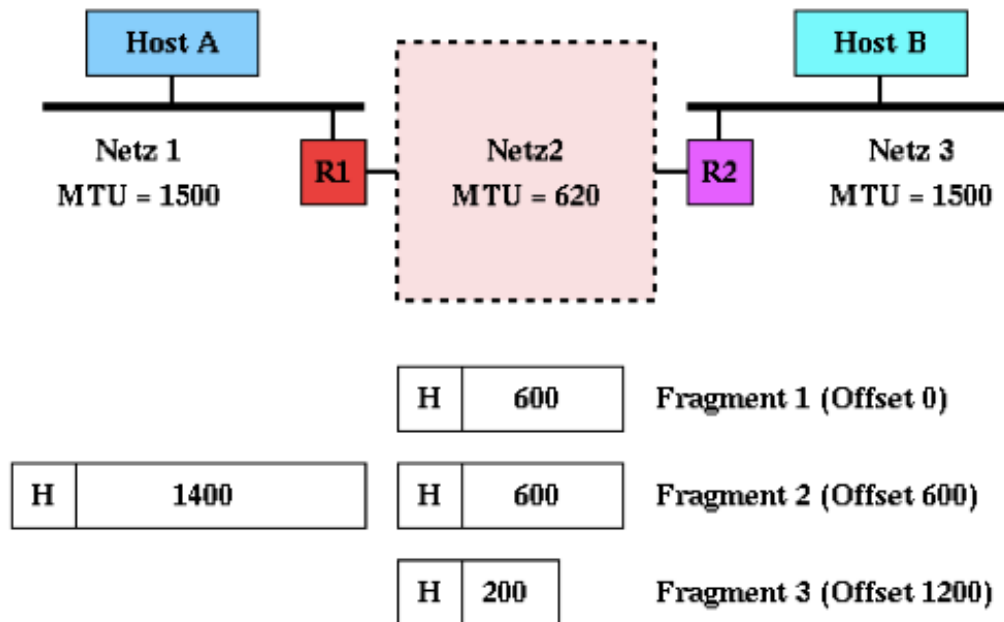 Host A
Host B
Netz 1
MTU = 1500
R1
Netz2
MTU = 620
R2
Netz 3
MTU = 1500
H 600 Fragment 1 (Offset 0)
H 1400 H 600 Fragment 2 (Offset 600)
H 200 Fragment 3 (Offset 1200)